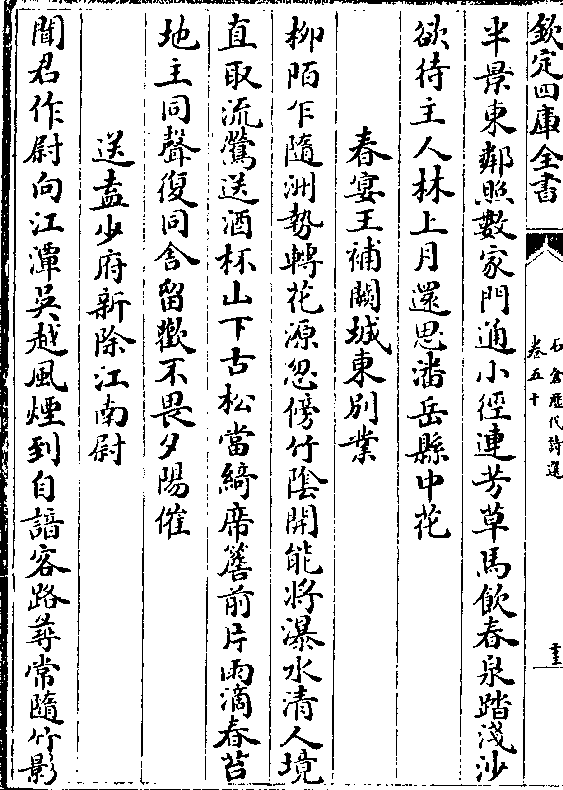 欽定四庫全書
石倉歷代詩選
卷五十
半景東鄰照數家門通小徑連芳草馬飲春泉踏淺沙
欲待主人林上月還思潘岳縣中花
春宴王補闕城東別業
柳陌乍隨洲勢轉花源忽傍竹陰開能將瀑水清人境
直取流鶯送酒杯山下古松當綺席簷前片雨滴春苔
地主同聲復同舍留歡不畏夕陽催
送盍少府新除江南尉
聞君作尉向江潭吳越風煙到自諳客路尋常隨竹影